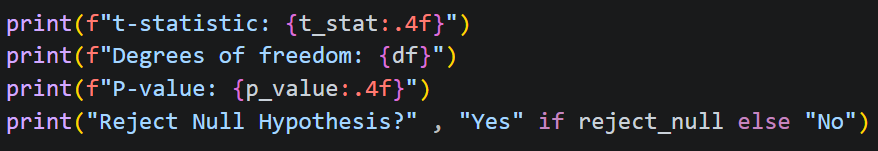 print(f"t-statistic: {t_stat:.4f}")
print(f"Degrees of freedom: {df}")
print(f"P-value: {p_value:.4f}")
print("Reject Null Hypothesis?" , "Yes" if reject_null else "No")